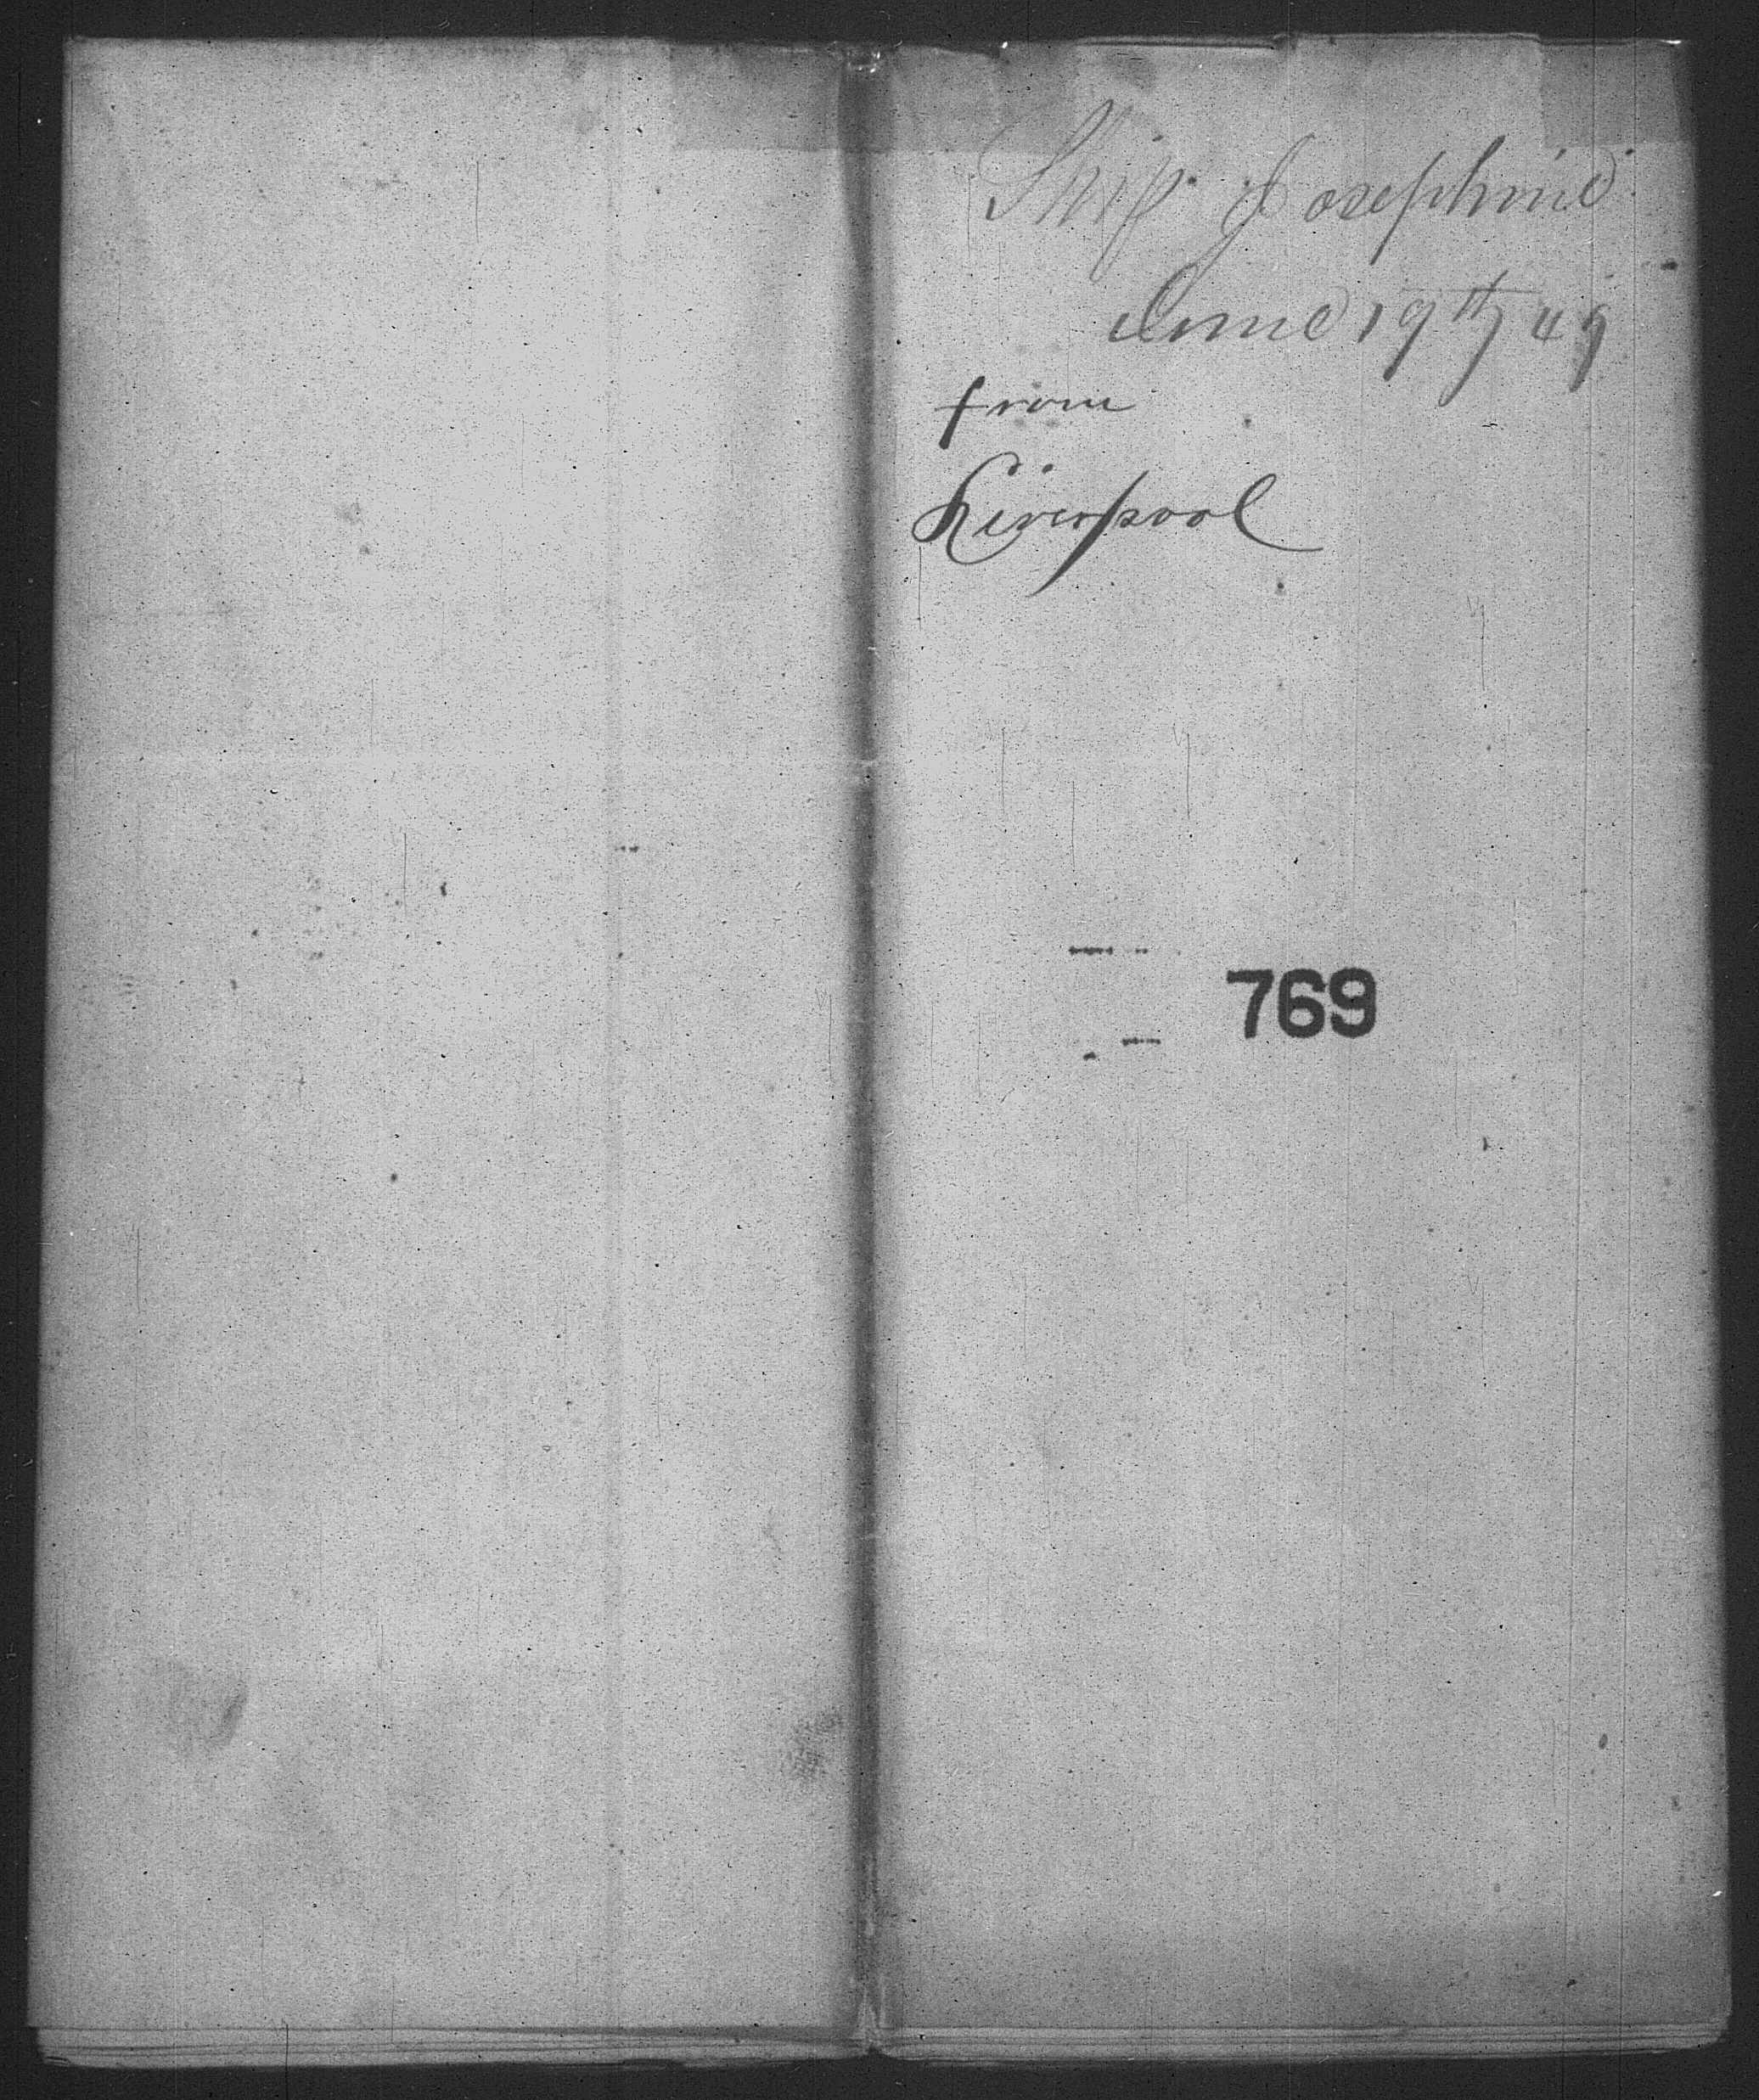 Ship Josephine
June 19th 49
from
Liverpool
769